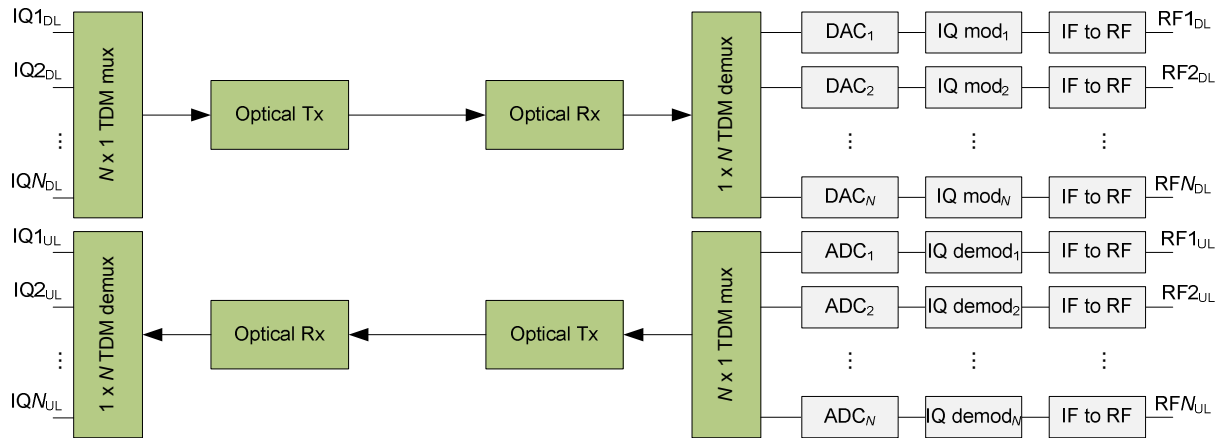 IQ1DL
IQ2DL
⋮
IQNDL
N x 1 TDM mux
Optical Tx
Optical Rx
1 x N TDM demux
DAC1 IQ mod1 IF to RF RF1DL
DAC2 IQ mod2 IF to RF RF2DL
⋮ ⋮ ⋮
DACN IQ modN IF to RF RFNDL
IQ1UL
IQ2UL
⋮
IQNUL
1 x N TDM demux
Optical Rx
Optical Tx
N x 1 TDM mux
ADC1 IQ demod1 IF to RF RF1UL
ADC2 IQ demod2 IF to RF RF2UL
⋮ ⋮ ⋮
ADCN IQ demodN IF to RF RFNUL